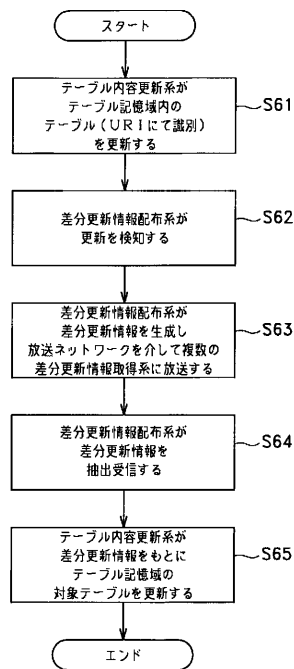 スタート
テーブル内容更新系が
テーブル記憶域内の
テーブル(URIにて識別)
を更新する
S61
差分更新情報配布系が
更新を検知する
S62
差分更新情報配布系が
差分更新情報を生成し
放送ネットワークを介して複数の
差分更新情報取得系に放送する
S63
差分更新情報配布系が
差分更新情報を
抽出受信する
S64
テーブル内容更新系が
差分更新情報をもとに
テーブル記憶域の
対象テーブルを更新する
S65
エンド